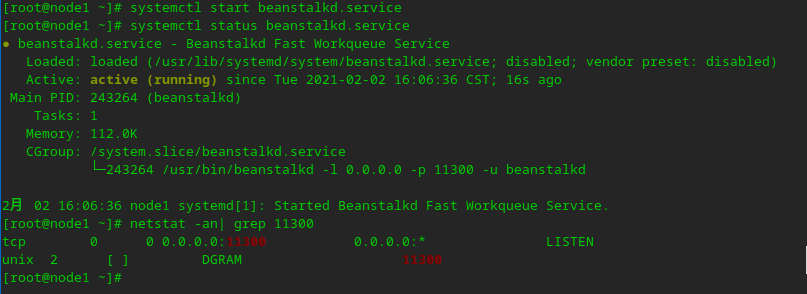 [root@node1 ~]# systemctl start beanstalkd.service
[root@node1 ~]# systemctl status beanstalkd.service
● beanstalkd.service - Beanstalkd Fast Workqueue Service
   Loaded: loaded (/usr/lib/systemd/system/beanstalkd.service; disabled; vendor preset: disabled)
   Active: active (running) since Tue 2021-02-02 16:06:36 CST; 16s ago
 Main PID: 243264 (beanstalkd)
    Tasks: 1
   Memory: 112.0K
   CGroup: /system.slice/beanstalkd.service
           └─243264 /usr/bin/beanstalkd -l 0.0.0.0 -p 11300 -u beanstalkd
2月 02 16:06:36 node1 systemd[1]: Started Beanstalkd Fast Workqueue Service.
[root@node1 ~]# netstat -an| grep 11300
tcp        0      0 0.0.0.0:11300           0.0.0.0:*               LISTEN
unix  2      [ ]         DGRAM                    11300
[root@node1 ~]#